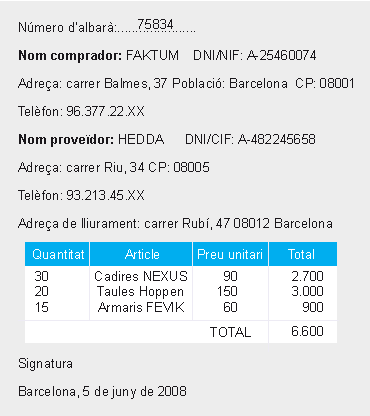 Número d'albarà:......75834......
Nom comprador: FAKTUM DNI/NIF: A-25460074
Adreça: carrer Balmes, 37 Població: Barcelona CP: 08001
Telèfon: 96.377.22.XX
Nom proveïdor: HEDDA DNI/CIF: A-482245658
Adreça: carrer Riu, 34 CP: 08005
Telèfon: 93.213.45.XX
Adreça de lliurament: carrer Rubí, 47 08012 Barcelona
Quantitat Article Preu unitari Total
30 Cadires NEXUS 90 2.700
20 Taules Hoppen 150 3.000
15 Armaris FEVIK 60 900
TOTAL 6.600
Signatura
Barcelona, 5 de juny de 2008